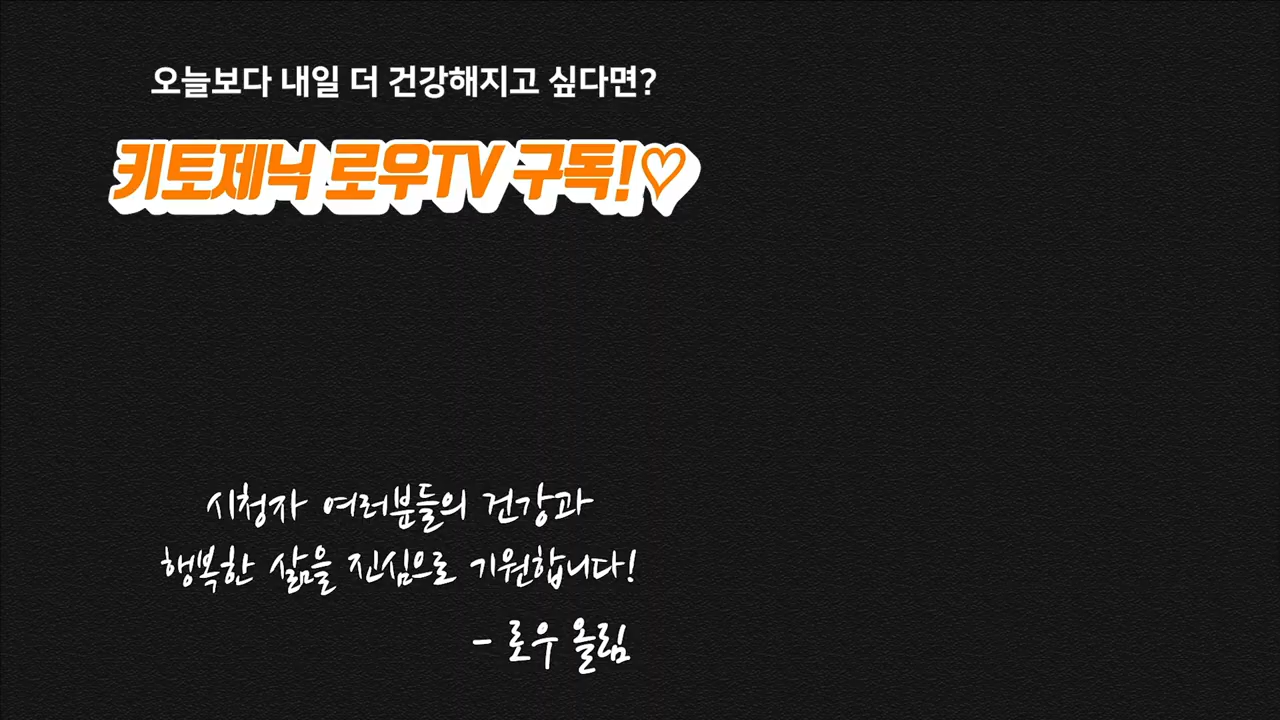 오늘보다 내일 더 건강해지고 싶다면?
키토제닉 로우TV 구독!♡
시청자 여러분들의 건강과
행복한 삶을 진심으로 기원합니다!
- 로우 올림